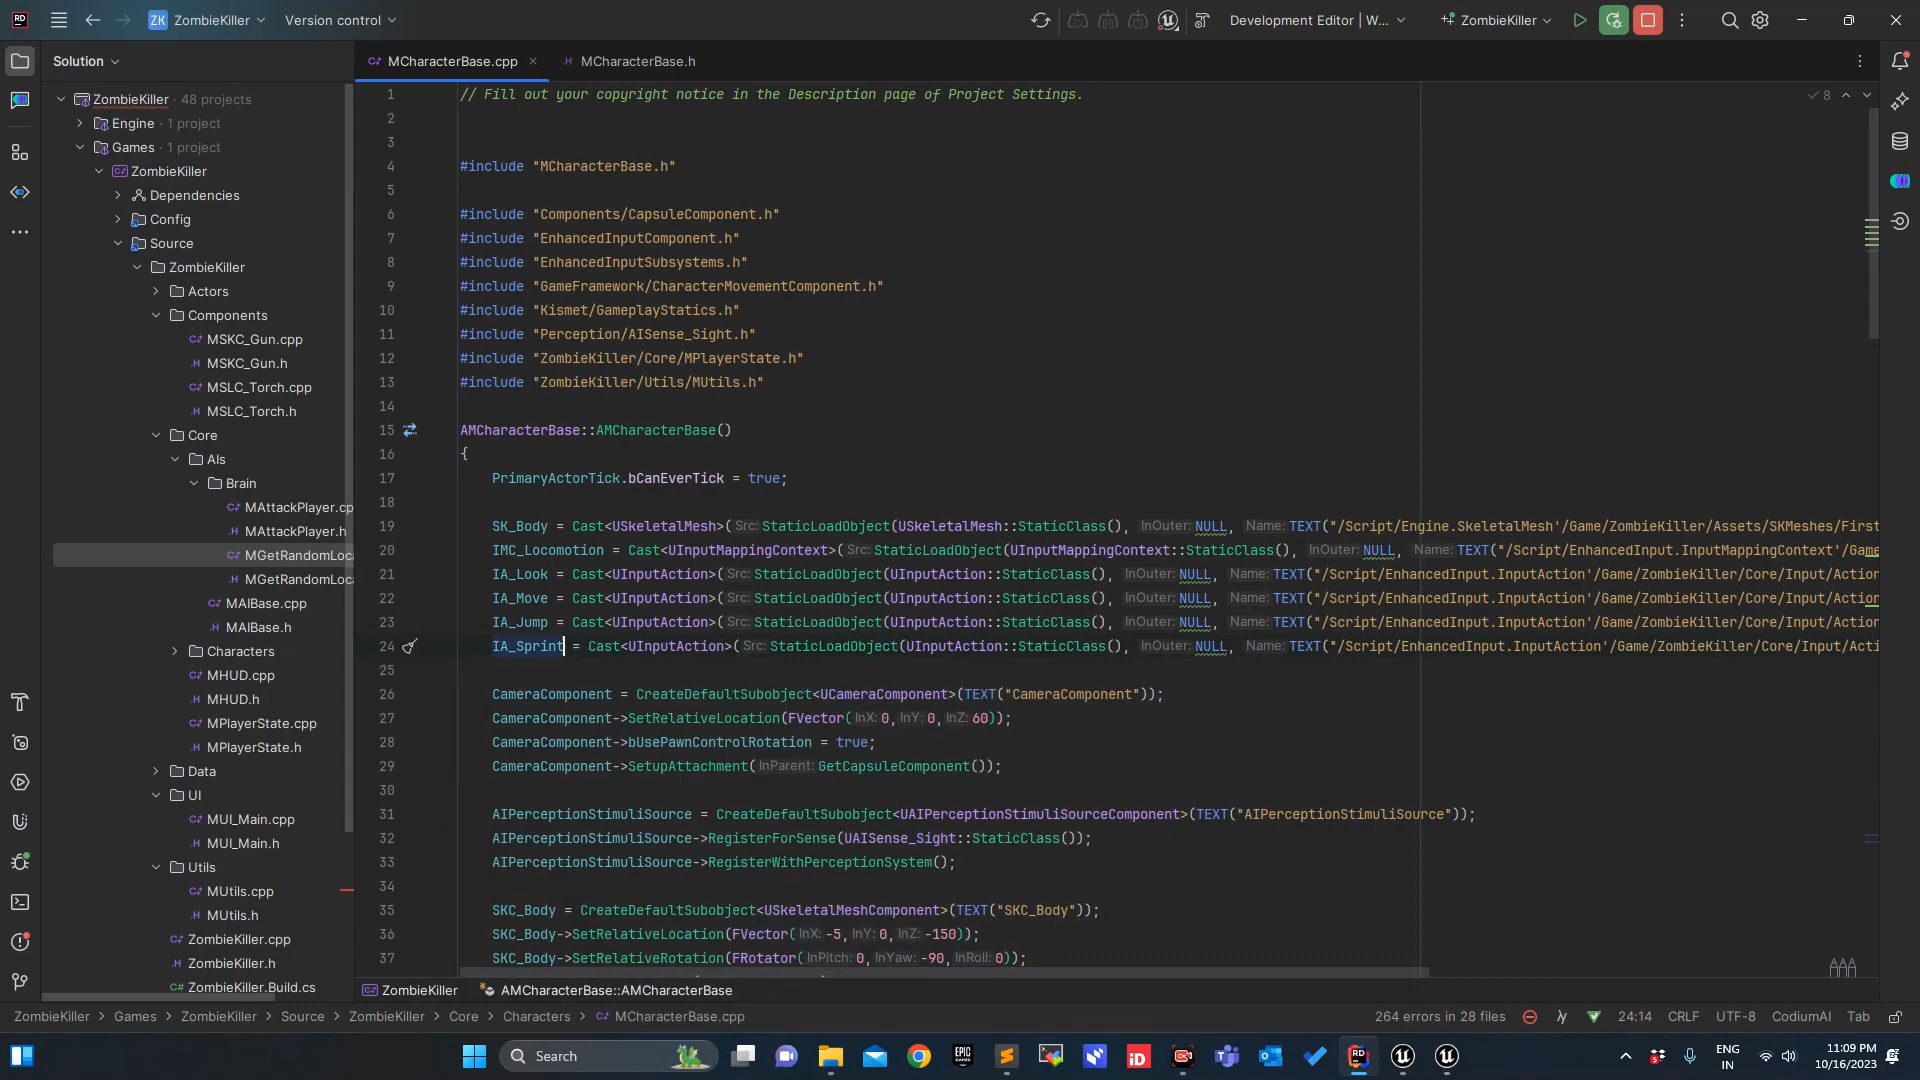 RD
ZK ZombieKiller
Version control
Development Editor | W...
ZombieKiller
Solution
MCharacterBase.cpp
MCharacterBase.h
ZombieKiller · 48 projects
Engine · 1 project
Games · 1 project
ZombieKiller
Dependencies
Config
Source
ZombieKiller
Actors
Components
MSKC_Gun.cpp
MSKC_Gun.h
MSLC_Torch.cpp
MSLC_Torch.h
Core
AIs
Brain
MAttackPlayer.cp
MAttackPlayer.h
MGetRandomLoca
MGetRandomLoca
MAIBase.cpp
MAIBase.h
Characters
MHUD.cpp
MHUD.h
MPlayerState.cpp
MPlayerState.h
Data
UI
MUI_Main.cpp
MUI_Main.h
Utils
MUtils.cpp
MUtils.h
ZombieKiller.cpp
ZombieKiller.h
C# ZombieKiller.Build.cs
8
1 // Fill out your copyright notice in the Description page of Project Settings.
2
3
4 #include "MCharacterBase.h"
5
6 #include "Components/CapsuleComponent.h"
7 #include "EnhancedInputComponent.h"
8 #include "EnhancedInputSubsystems.h"
9 #include "GameFramework/CharacterMovementComponent.h"
10 #include "Kismet/GameplayStatics.h"
11 #include "Perception/AISense_Sight.h"
12 #include "ZombieKiller/Core/MPlayerState.h"
13 #include "ZombieKiller/Utils/MUtils.h"
14
15 AMCharacterBase::AMCharacterBase()
16 {
17 PrimaryActorTick.bCanEverTick = true;
18
19 SK_Body = Cast<USkeletalMesh>( Src: StaticLoadObject(USkeletalMesh::StaticClass(), InOuter: NULL, Name: TEXT("/Script/Engine.SkeletalMesh'/Game/ZombieKiller/Assets/SKMeshes/First
20 IMC_Locomotion = Cast<UInputMappingContext>( Src: StaticLoadObject(UInputMappingContext::StaticClass(), InOuter: NULL, Name: TEXT("/Script/EnhancedInput.InputMappingContext'/Game
21 IA_Look = Cast<UInputAction>( Src: StaticLoadObject(UInputAction::StaticClass(), InOuter: NULL, Name: TEXT("/Script/EnhancedInput.InputAction'/Game/ZombieKiller/Core/Input/Action
22 IA_Move = Cast<UInputAction>( Src: StaticLoadObject(UInputAction::StaticClass(), InOuter: NULL, Name: TEXT("/Script/EnhancedInput.InputAction'/Game/ZombieKiller/Core/Input/Action
23 IA_Jump = Cast<UInputAction>( Src: StaticLoadObject(UInputAction::StaticClass(), InOuter: NULL, Name: TEXT("/Script/EnhancedInput.InputAction'/Game/ZombieKiller/Core/Input/Action
24 IA_Sprint = Cast<UInputAction>( Src: StaticLoadObject(UInputAction::StaticClass(), InOuter: NULL, Name: TEXT("/Script/EnhancedInput.InputAction'/Game/ZombieKiller/Core/Input/Acti
25
26 CameraComponent = CreateDefaultSubobject<UCameraComponent>(TEXT("CameraComponent"));
27 CameraComponent->SetRelativeLocation(FVector( InX: 0, InY: 0, InZ: 60));
28 CameraComponent->bUsePawnControlRotation = true;
29 CameraComponent->SetupAttachment( InParent: GetCapsuleComponent());
30
31 AIPerceptionStimuliSource = CreateDefaultSubobject<UAIPerceptionStimuliSourceComponent>(TEXT("AIPerceptionStimuliSource"));
32 AIPerceptionStimuliSource->RegisterForSense(UAISense_Sight::StaticClass());
33 AIPerceptionStimuliSource->RegisterWithPerceptionSystem();
34
35 SKC_Body = CreateDefaultSubobject<USkeletalMeshComponent>(TEXT("SKC_Body"));
36 SKC_Body->SetRelativeLocation(FVector( InX: -5, InY: 0, InZ: -150));
37 SKC_Body->SetRelativeRotation(FRotator( InPitch: 0, InYaw: -90, InRoll: 0));
ZombieKiller
AMCharacterBase::AMCharacterBase
ZombieKiller > Games > ZombieKiller > Source > ZombieKiller > Core > Characters > MCharacterBase.cpp
264 errors in 28 files
24:14 CRLF UTF-8 CodiumAI Tab
Search
ENG
IN
11:09 PM
10/16/2023